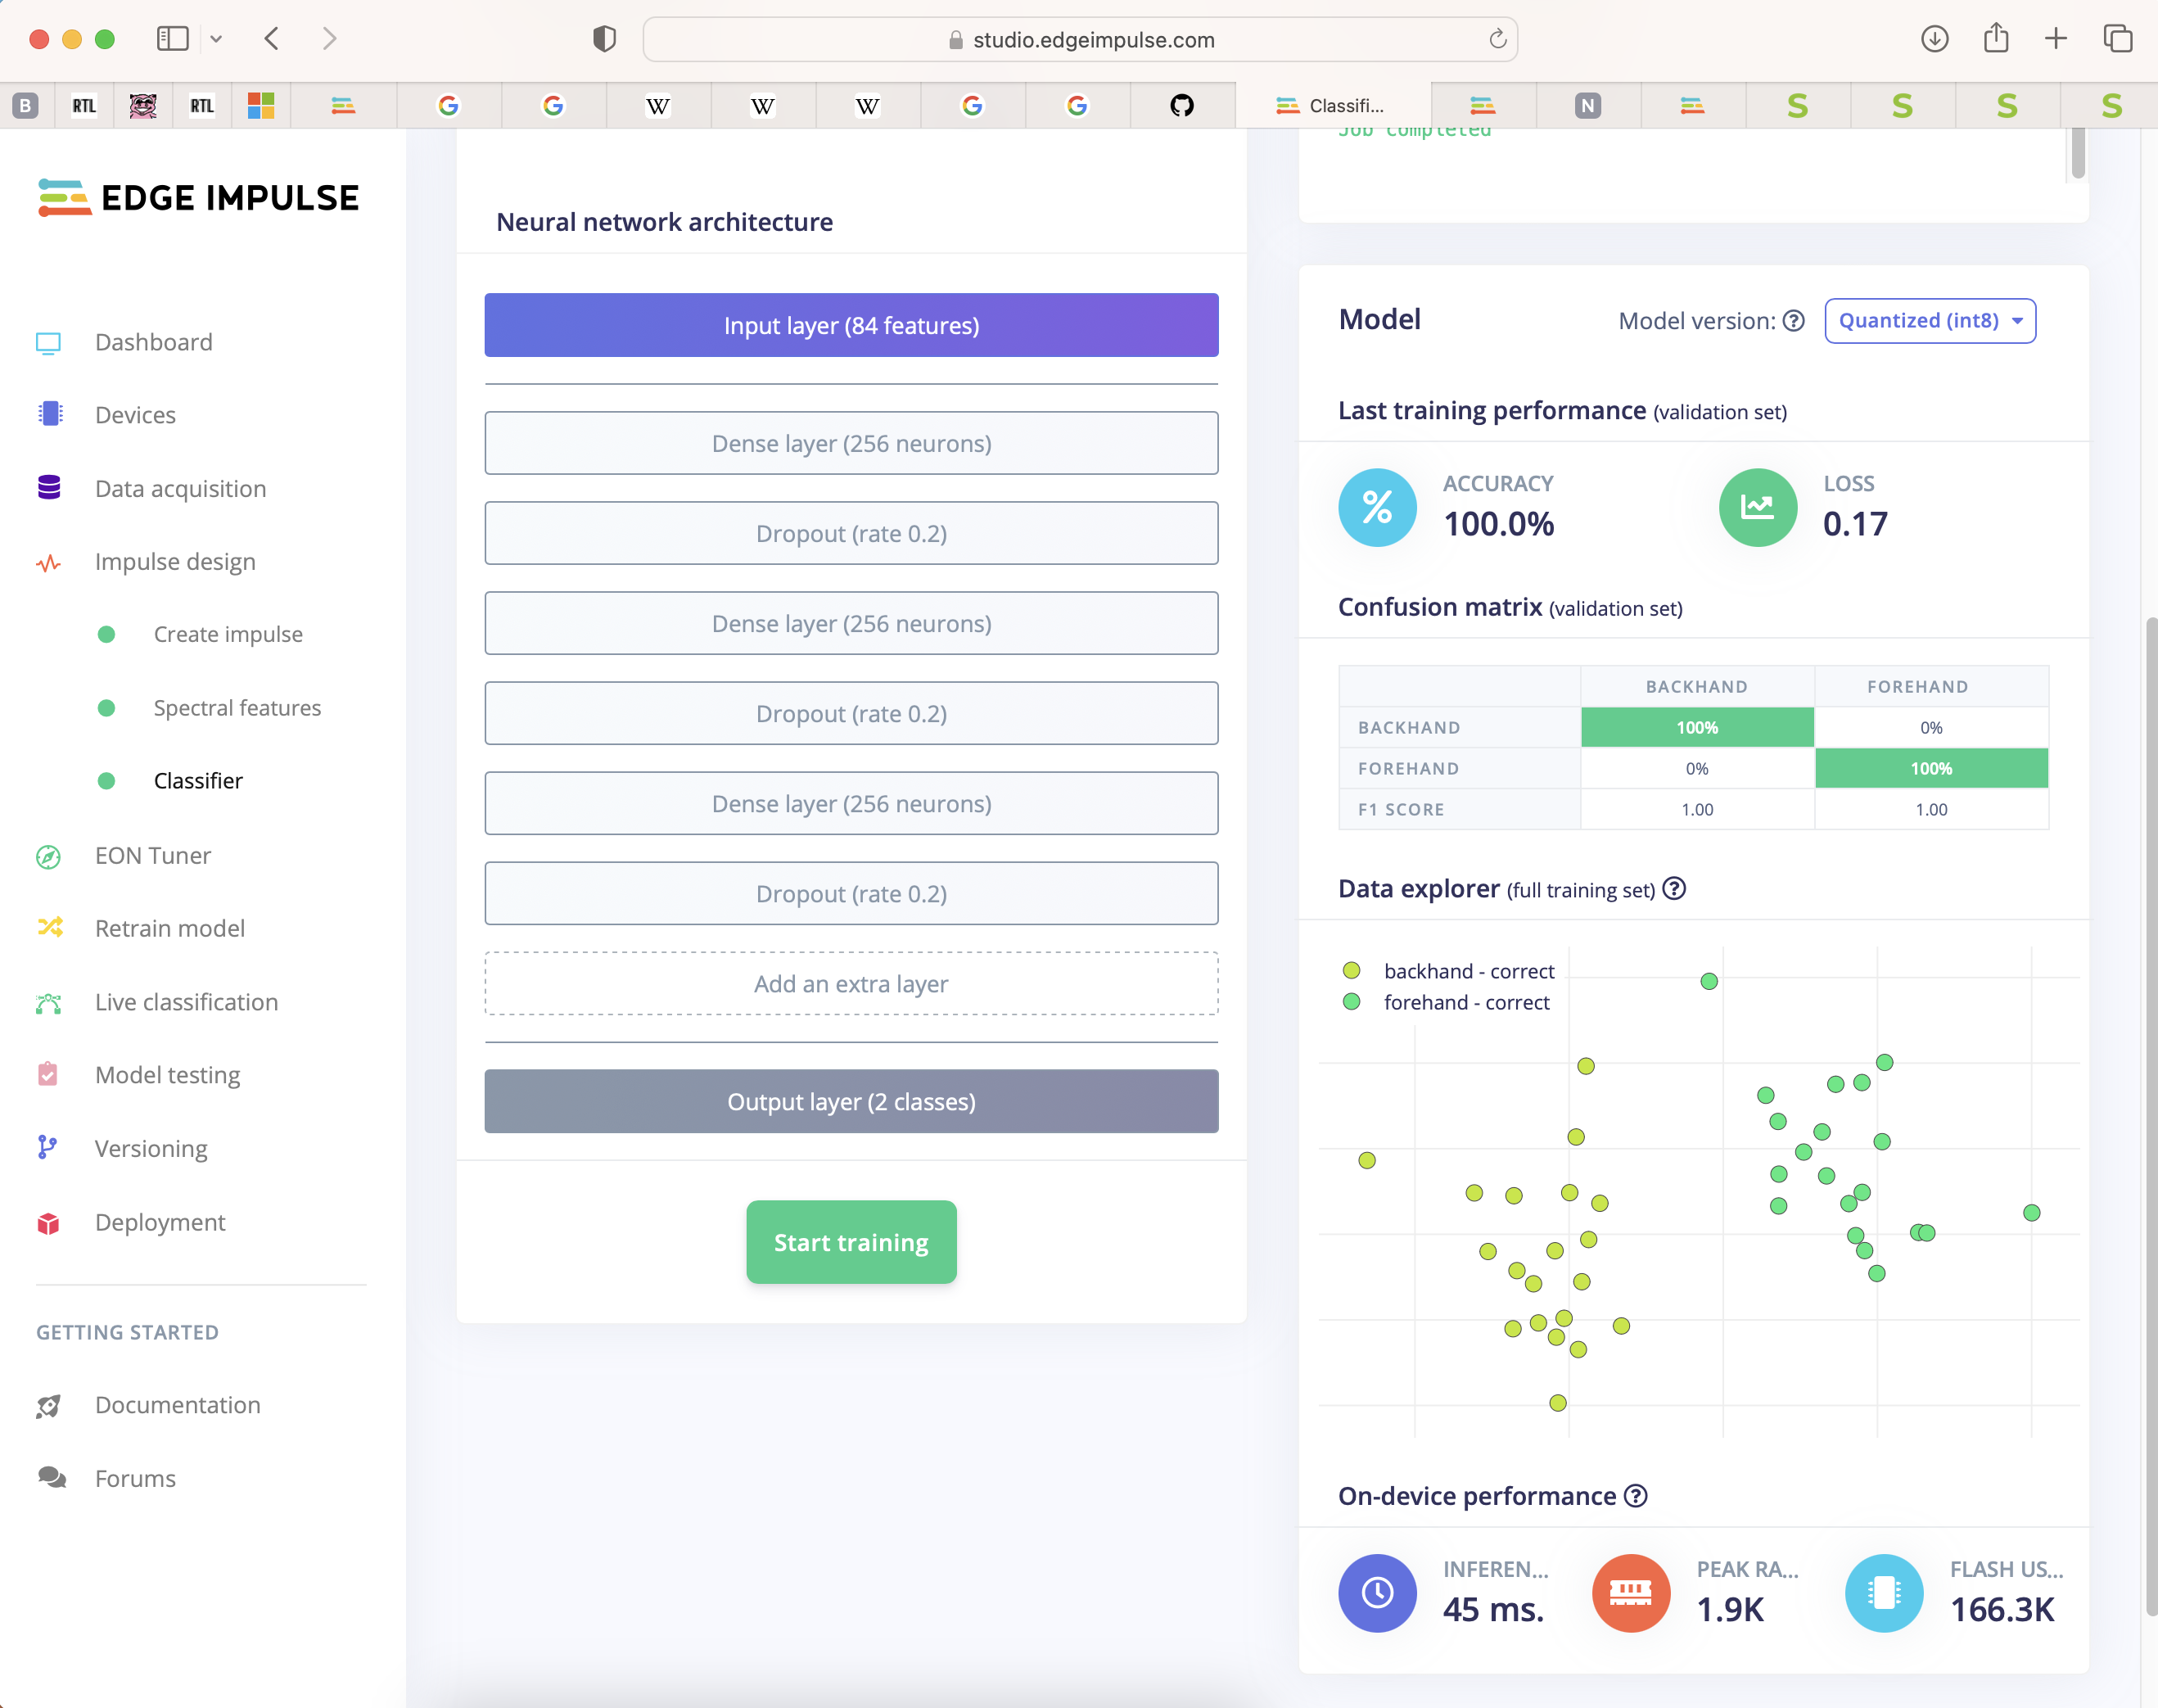 studio.edgeimpulse.com
B
RTL
RTL
W
W
W
Classifi...
N
S
S
S
S
EDGE IMPULSE
Dashboard
Devices
Data acquisition
Impulse design
Create impulse
Spectral features
Classifier
EON Tuner
Retrain model
Live classification
Model testing
Versioning
Deployment
GETTING STARTED
Documentation
Forums
Neural network architecture
Input layer (84 features)
Dense layer (256 neurons)
Dropout (rate 0.2)
Dense layer (256 neurons)
Dropout (rate 0.2)
Dense layer (256 neurons)
Dropout (rate 0.2)
Add an extra layer
Output layer (2 classes)
Start training
Job completed
Model
Model version: ? Quantized (int8)
Last training performance (validation set)
% ACCURACY
100.0%
LOSS
0.17
Confusion matrix (validation set)
BACKHAND FOREHAND
BACKHAND 100% 0%
FOREHAND 0% 100%
F1 SCORE 1.00 1.00
Data explorer (full training set) ?
backhand - correct
forehand - correct
On-device performance ?
INFEREN...
45 ms.
PEAK RA...
1.9K
FLASH US...
166.3K